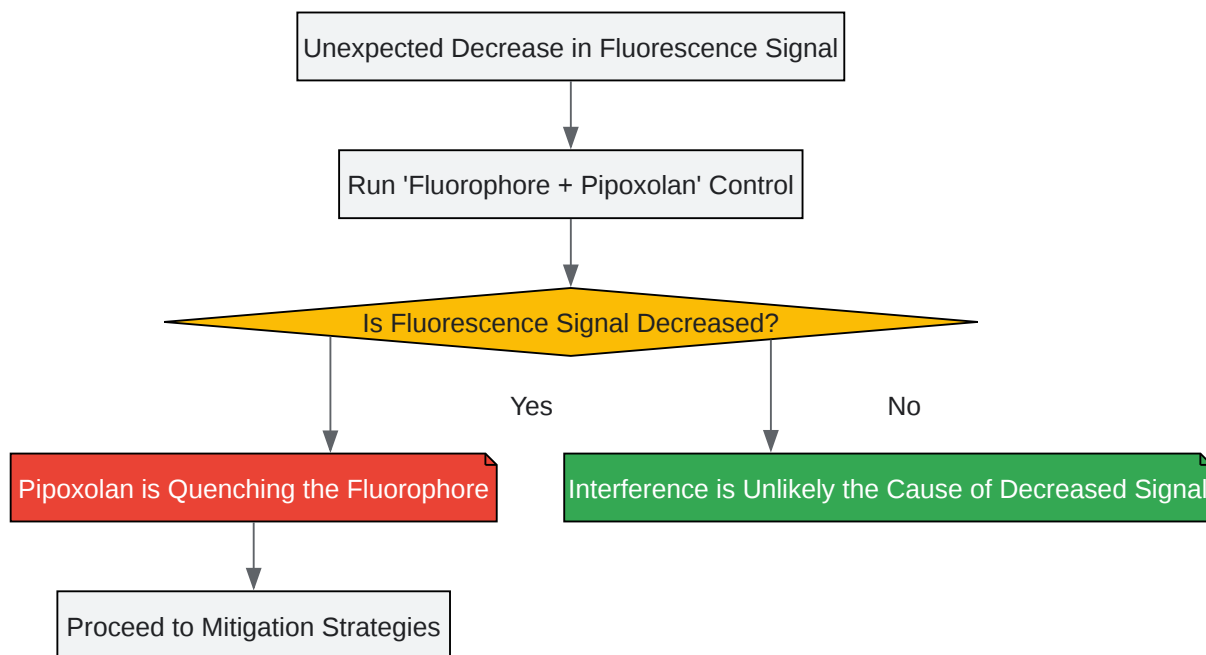 Unexpected Decrease in Fluorescence Signal
Run 'Fluorophore + Pipoxolan' Control
Is Fluorescence Signal Decreased?
Yes
No
Pipoxolan is Quenching the Fluorophore
Interference is Unlikely the Cause of Decreased Signal
Proceed to Mitigation Strategies